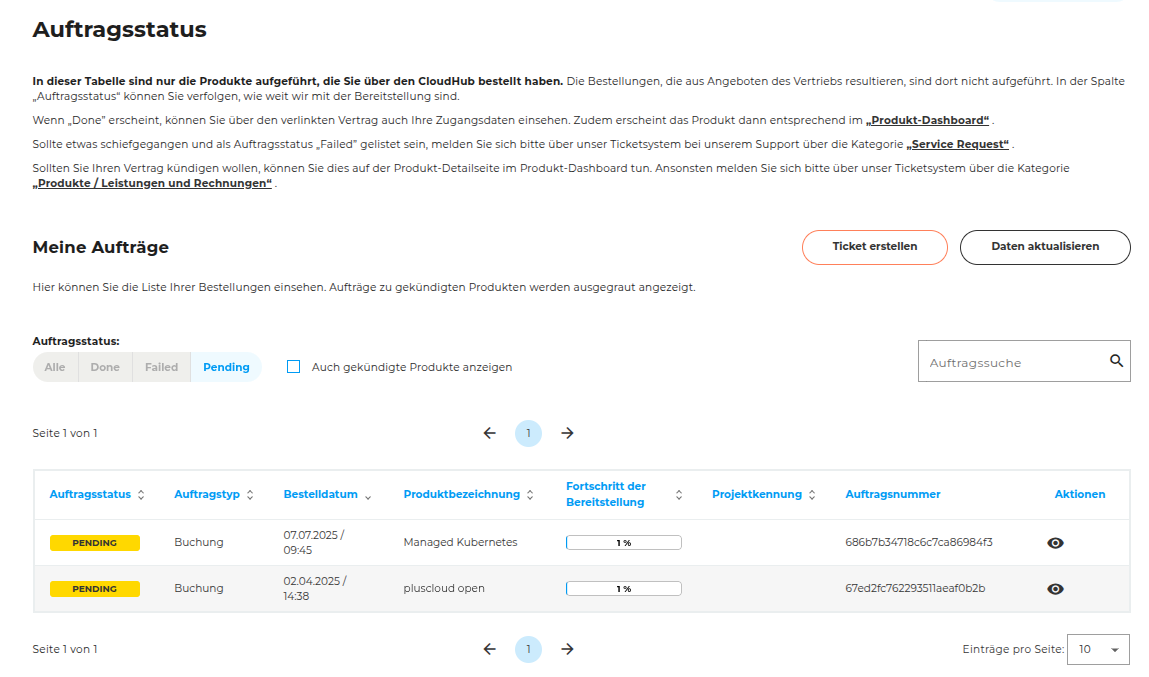 Auftragsstatus
In dieser Tabelle sind nur die Produkte aufgeführt, die Sie über den CloudHub bestellt haben. Die Bestellungen, die aus Angeboten des Vertriebs resultieren, sind dort nicht aufgeführt. In der Spalte
„Auftragsstatus“ können Sie verfolgen, wie weit wir mit der Bereitstellung sind.
Wenn „Done“ erscheint, können Sie über den verlinkten Vertrag auch Ihre Zugangsdaten einsehen. Zudem erscheint das Produkt dann entsprechend im „Produkt-Dashboard“ .
Sollte etwas schiefgegangen und als Auftragsstatus „Failed“ gelistet sein, melden Sie sich bitte über unser Ticketsystem bei unserem Support über die Kategorie „Service Request“ .
Sollten Sie Ihren Vertrag kündigen wollen, können Sie dies auf der Produkt-Detailseite im Produkt-Dashboard tun. Ansonsten melden Sie sich bitte über unser Ticketsystem über die Kategorie
„Produkte / Leistungen und Rechnungen“ .
Meine Aufträge
Ticket erstellen
Daten aktualisieren
Hier können Sie die Liste Ihrer Bestellungen einsehen. Aufträge zu gekündigten Produkten werden ausgegraut angezeigt.
Auftragsstatus:
Alle Done Failed Pending
Auch gekündigte Produkte anzeigen
Auftragssuche
Seite 1 von 1
1
Auftragsstatus Auftragstyp Bestelldatum Produktbezeichnung Fortschritt der Bereitstellung Projektkennung Auftragsnummer Aktionen
PENDING Buchung 07.07.2025 / 09:45 Managed Kubernetes 1 % 686b7b34718c6c7ca86984f3
PENDING Buchung 02.04.2025 / 14:38 pluscloud open 1 % 67ed2fc762293511aeaf0b2b
Seite 1 von 1
1
Einträge pro Seite: 10